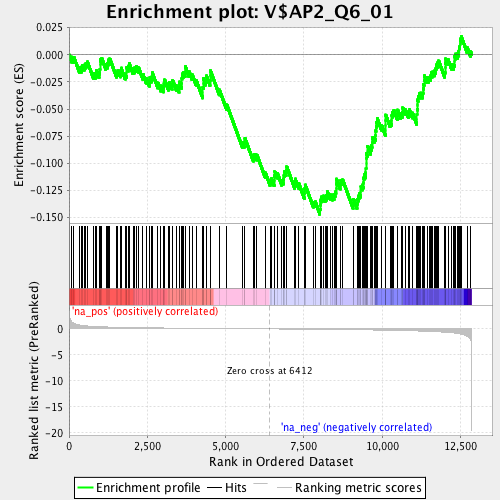 Enrichment plot: V$AP2_Q6_01
Enrichment score (ES)
0.025
0.000
-0.025
-0.050
-0.075
-0.100
-0.125
-0.150
'na_pos' (positively correlated)
Ranked list metric (PreRanked)
0
-5
-10
-15
-20
Zero cross at 6412
'na_neg' (negatively correlated)
0
2,500
5,000
7,500
10,000
12,500
Rank in Ordered Dataset
Enrichment profile
Hits
Ranking metric scores